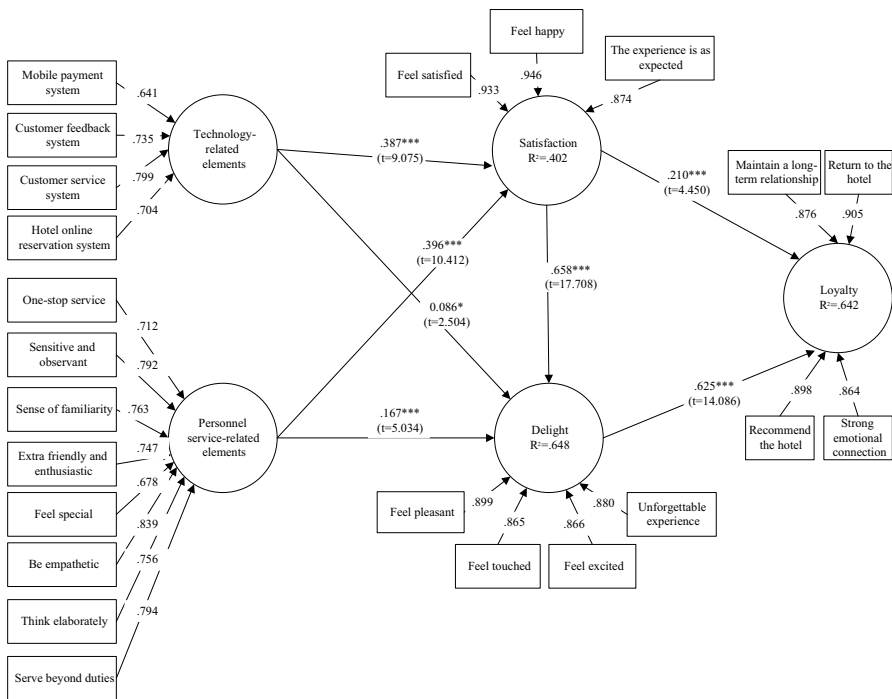 Feel happy
Feel satisfied
The experience is as
expected
.933
.946
.874
Mobile payment
system
.641
Customer feedback
system
.735
Customer service
system
.799
Hotel online
reservation system
.704
Technology-
related
elements
.387***
(t=9.075)
Satisfaction
R²=.402
.210***
(t=4.450)
Maintain a long-
term relationship
Return to the
hotel
.876
.905
.396***
(t=10.412)
.658***
(t=17.708)
0.086*
(t=2.504)
Loyalty
R²=.642
One-stop service
.712
Sensitive and
observant
.792
Sense of familiarity
.763
Extra friendly and
enthusiastic
.747
Feel special
.678
Be empathetic
.839
Think elaborately
.756
Serve beyond duties
.794
Personnel
service-related
elements
.167***
(t=5.034)
Delight
R²=.648
.625***
(t=14.086)
.898
.864
Recommend
the hotel
Strong
emotional
connection
Feel pleasant
.899
.865
.866
.880
Unforgettable
experience
Feel touched
Feel excited